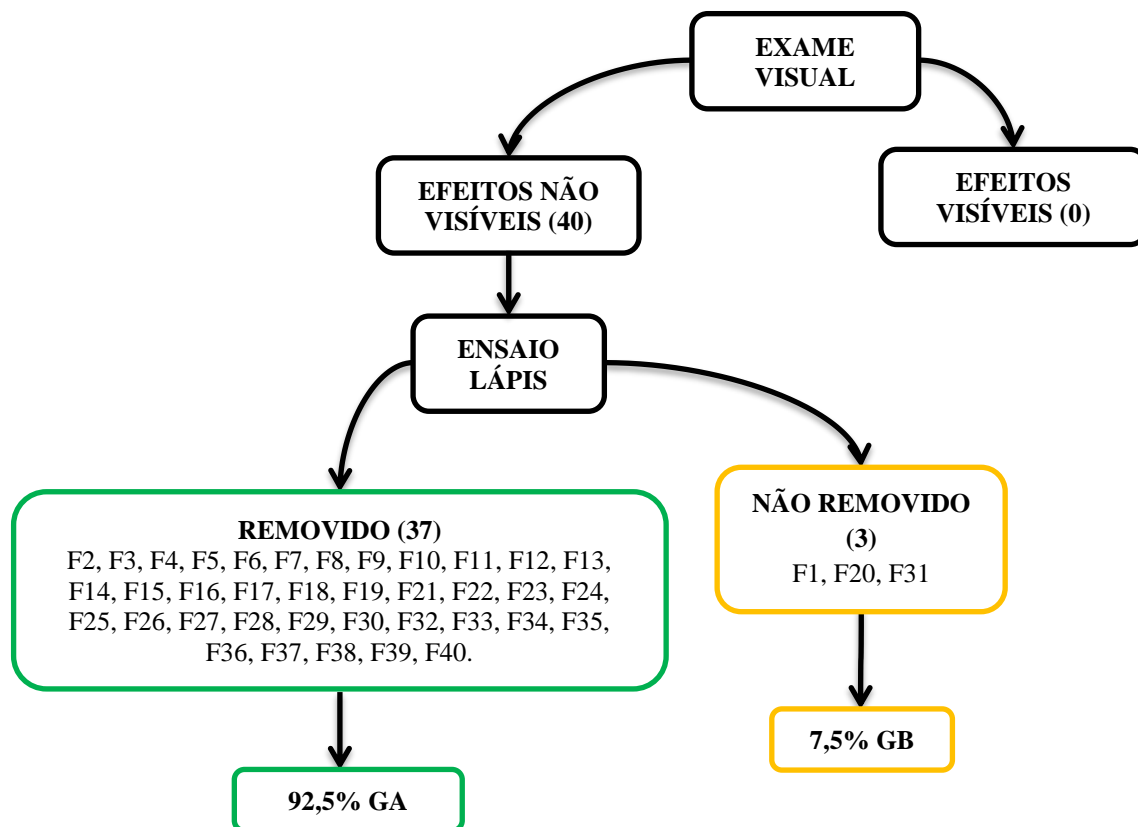 EXAME
VISUAL
EFEITOS NÃO
VISÍVEIS (40)
EFEITOS
VISÍVEIS (0)
ENSAIO
LÁPIS
REMOVIDO (37)
F2, F3, F4, F5, F6, F7, F8, F9, F10, F11, F12, F13,
F14, F15, F16, F17, F18, F19, F21, F22, F23, F24,
F25, F26, F27, F28, F29, F30, F32, F33, F34, F35,
F36, F37, F38, F39, F40.
NÃO REMOVIDO
(3)
F1, F20, F31
7,5% GB
92,5% GA